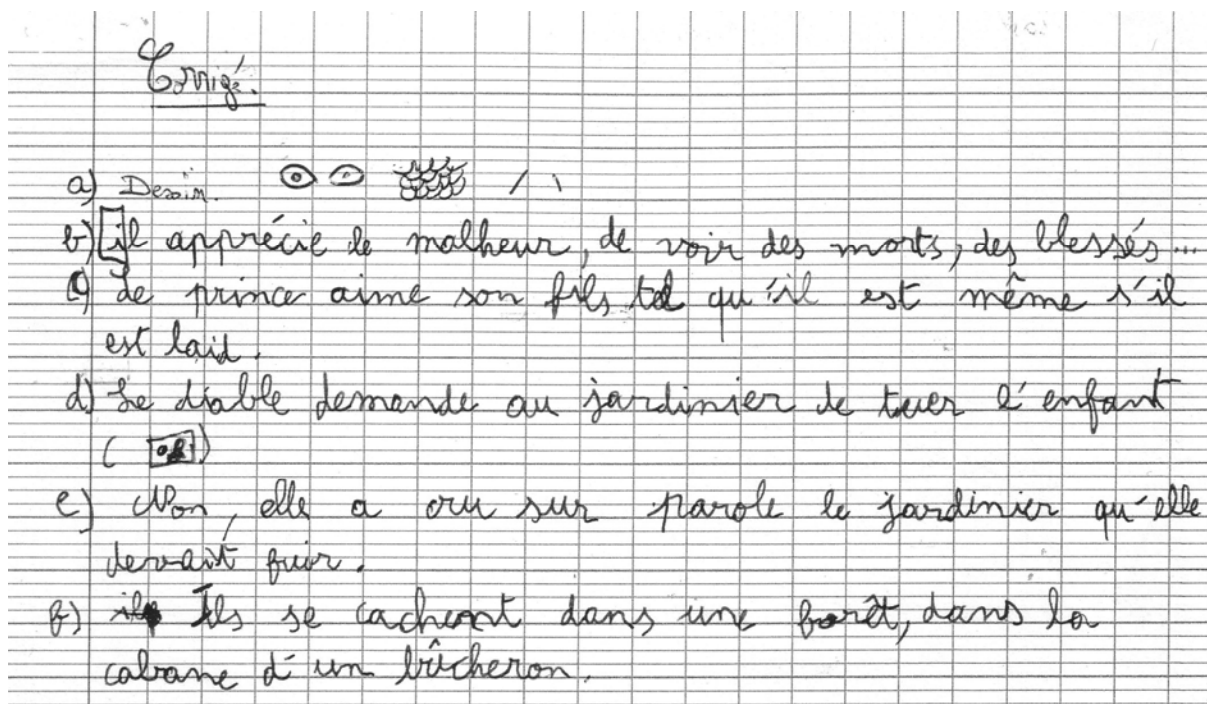 Corrigé.
a) Dessin.
b) il apprécie le malheur, de voir des morts, des blessés...
c) Le prince aime son fils tel qu'il est même s'il
est laid.
d) Le diable demande au jardinier de tuer l'enfant
( )
e) Non, elle a cru sur parole le jardinier qu'elle
devait fuir.
f) Ils se cachent dans une forêt, dans la
cabane d'un bûcheron.